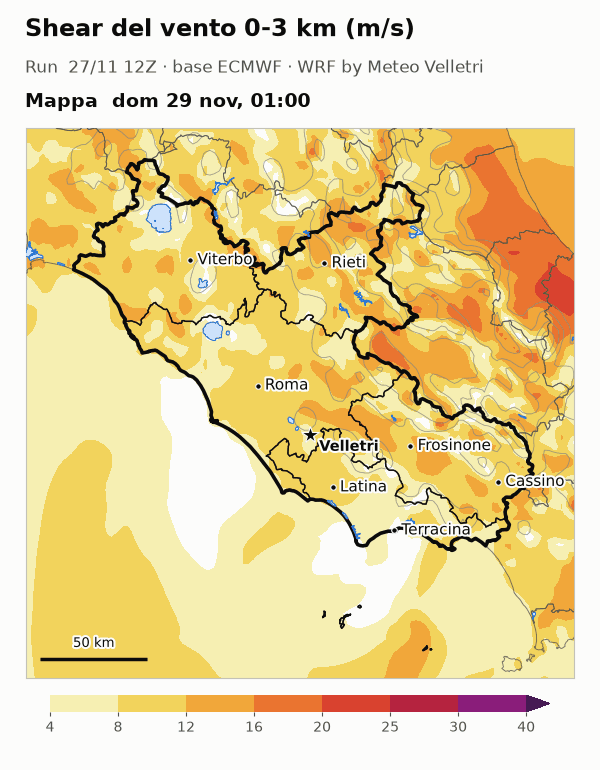 Shear del vento 0-3 km (m/s)
Run  27/11 12Z · base ECMWF · WRF by Meteo Velletri
Mappa  dom 29 nov, 01:00
Viterbo
Rieti
Roma
Velletri
Frosinone
Latina
Cassino
Terracina
50 km
4 8 12 16 20 25 30 40